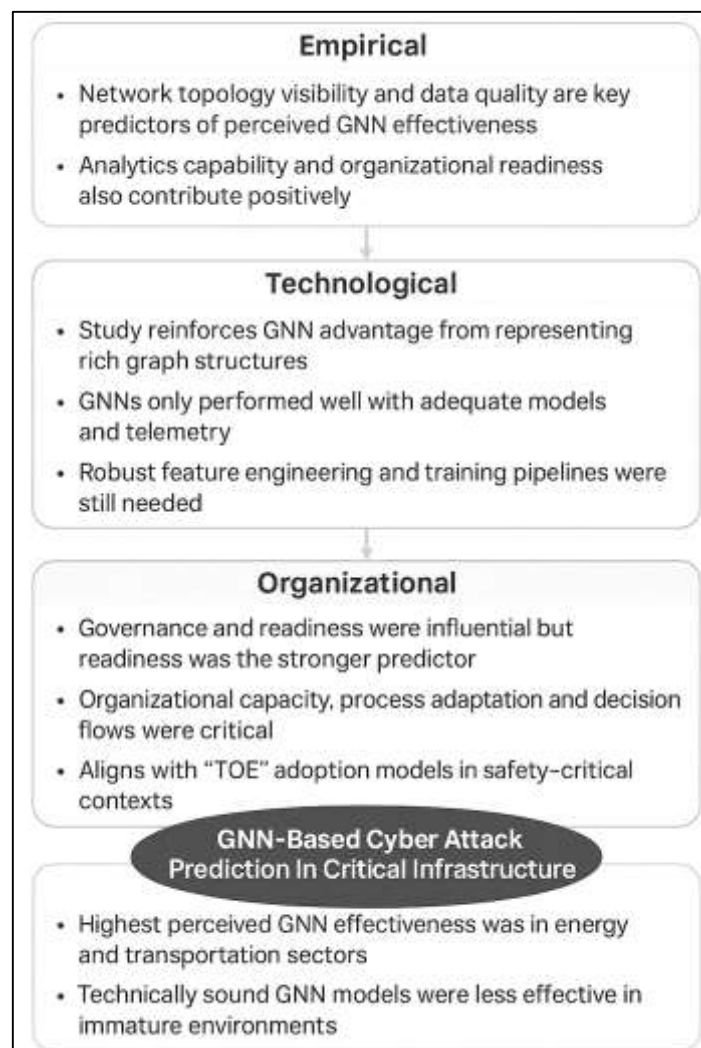 Empirical
• Network topology visibility and data quality are key
predictors of perceived GNN effectiveness
• Analytics capability and organizational readiness
also contribute positively
Technological
• Study reinforces GNN advantage from representing
rich graph structures
• GNNs only performed well with adequate models
and telemetry
• Robust feature engineering and training pipelines were
still needed
Organizational
• Governance and readiness were influential but
readiness was the stronger predictor
• Organizational capacity, process adaptation and decision
flows were critical
• Aligns with “TOE” adoption models in safety-critical
contexts
GNN-Based Cyber Attack
Prediction In Critical Infrastructure
• Highest perceived GNN effectiveness was in energy
and transportation sectors
• Technically sound GNN models were less effective in
immature environments